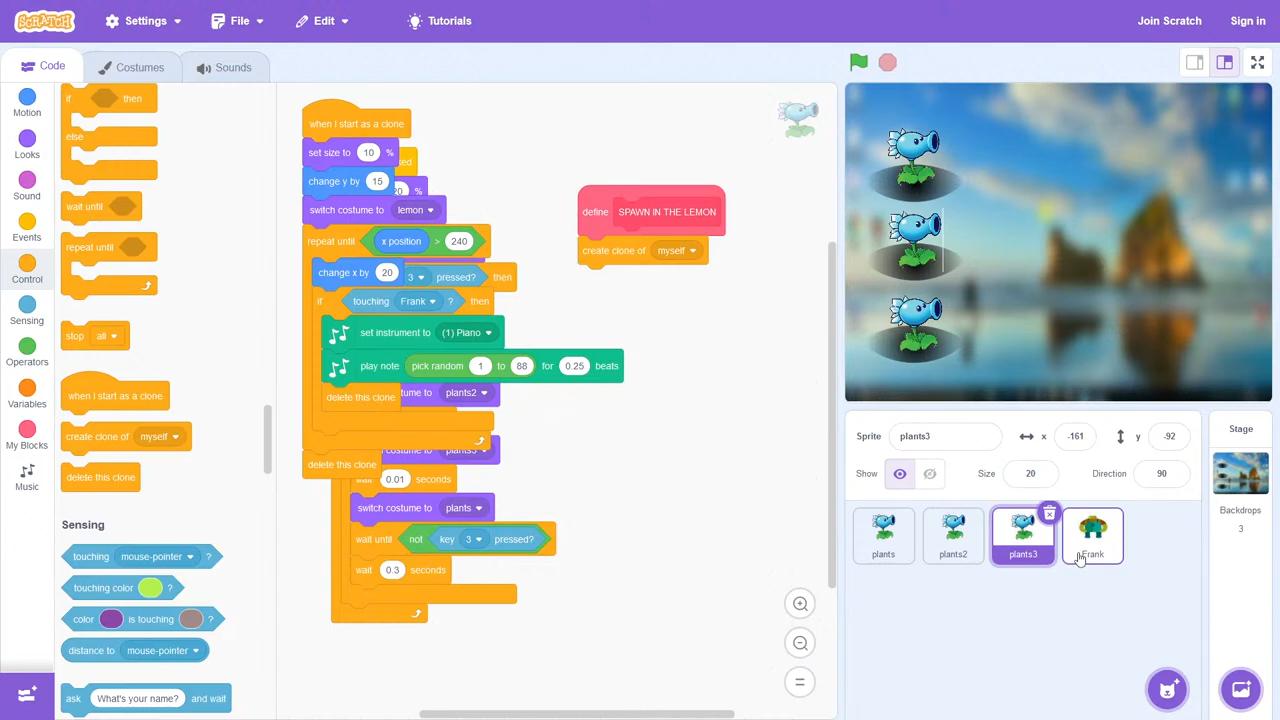 SCRATCH Settings File Edit Tutorials Join Scratch Sign in
Code Costumes Sounds
Motion
Looks
Sound
Events
Control
Sensing
Operators
Variables
My Blocks
Music
if then
else
wait until
repeat until
stop all
when I start as a clone
create clone of myself
delete this clone
Sensing
touching mouse-pointer ?
touching color ?
color is touching ?
distance to mouse-pointer
ask What's your name? and wait
when I start as a clone
set size to 10 %
change y by 15
switch costume to lemon
repeat until x position > 240
change x by 20
if touching Frank ? then
set instrument to (1) Piano
play note pick random 1 to 88 for 0.25 beats
delete this clone
delete this clone
ked
20 %
3 pressed? then
tume to plants2
costume to plants3
wait 0.01 seconds
switch costume to plants
wait until not key 3 pressed?
wait 0.3 seconds
define SPAWN IN THE LEMON
create clone of myself
Sprite plants3 x -161 y -92
Show Size 20 Direction 90
plants
plants2
plants3
Frank
Stage
Backdrops
3